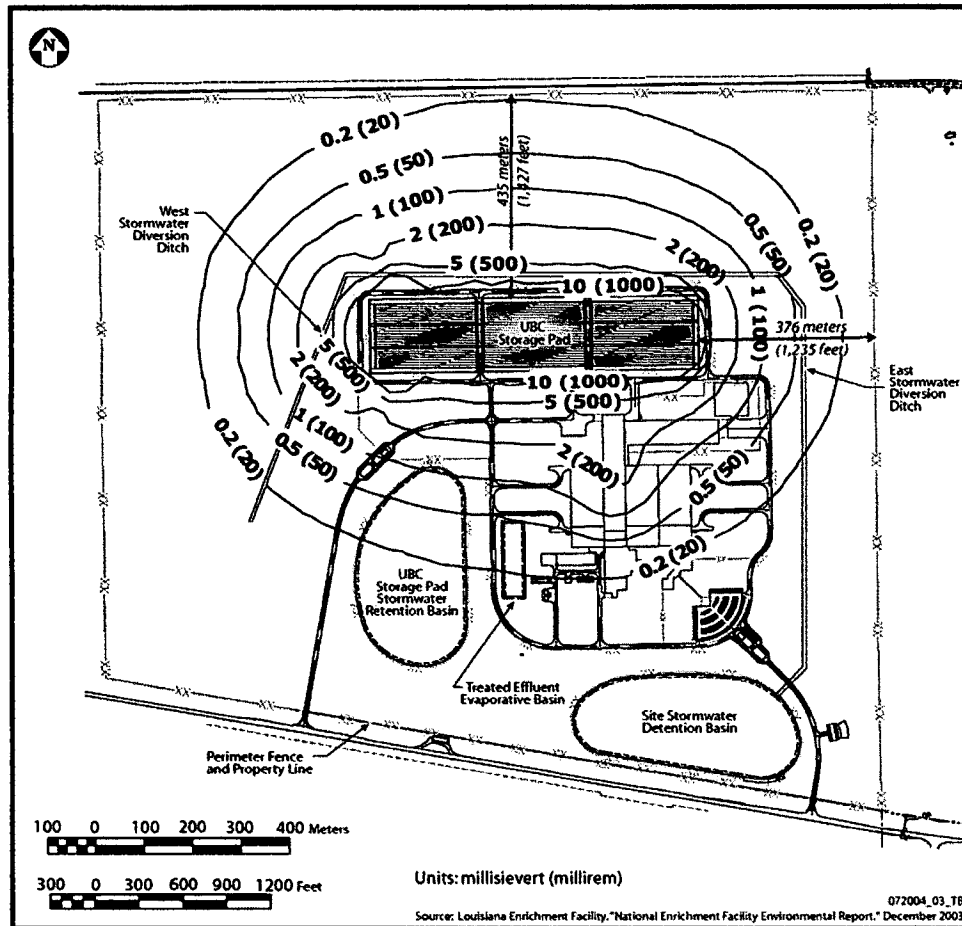 N
0.2 (20)
0.5 (50)
1 (100)
2 (200)
5 (500)
10 (1000)
435 meters
(1,427 feet)
2 (200)
1 (100)
0.5 (50)
0.2 (20)
West
Stormwater
Diversion
Ditch
UBC
Storage Pad
376 meters
(1,235 feet)
East
Stormwater
Diversion
Ditch
5 (500)
2 (200)
1 (100)
0.5 (50)
0.2 (20)
10 (1000)
5 (500)
2 (200)
0.5 (50)
0.2 (20)
UBC
Storage Pad
Stormwater
Retention Basin
Treated Effluent
Evaporative Basin
Site Stormwater
Detention Basin
Perimeter Fence
and Property Line
100 0 100 200 300 400 Meters
300 0 300 600 900 1200 Feet
Units: millisievert (millirem)
072004_03_TB
Source: Louisiana Enrichment Facility. "National Enrichment Facility Environmental Report." December 2003